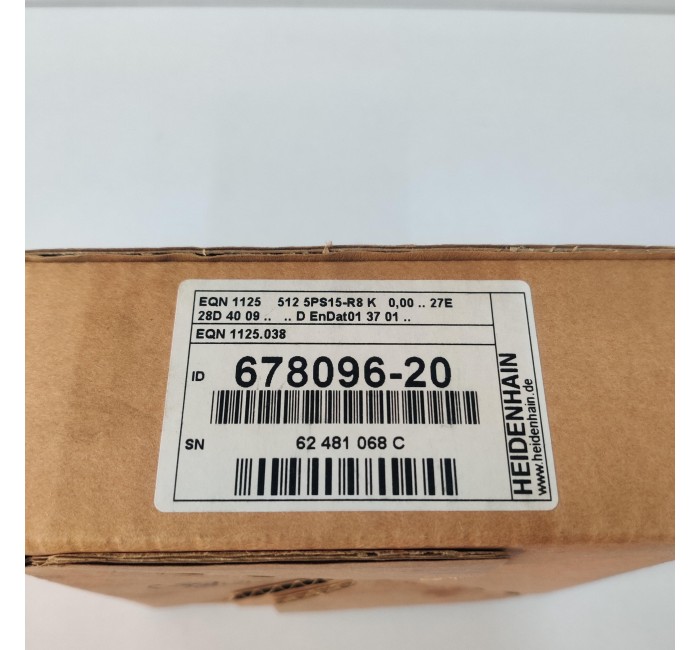 EQN 1125 512 5PS15-R8 K 0,00 .. 27E
28D 40 09 .. .. D EnDat01 37 01 ..
EQN 1125.038
ID 678096-20
SN 62 481 068 C
HEIDENHAIN
www.heidenhain.de